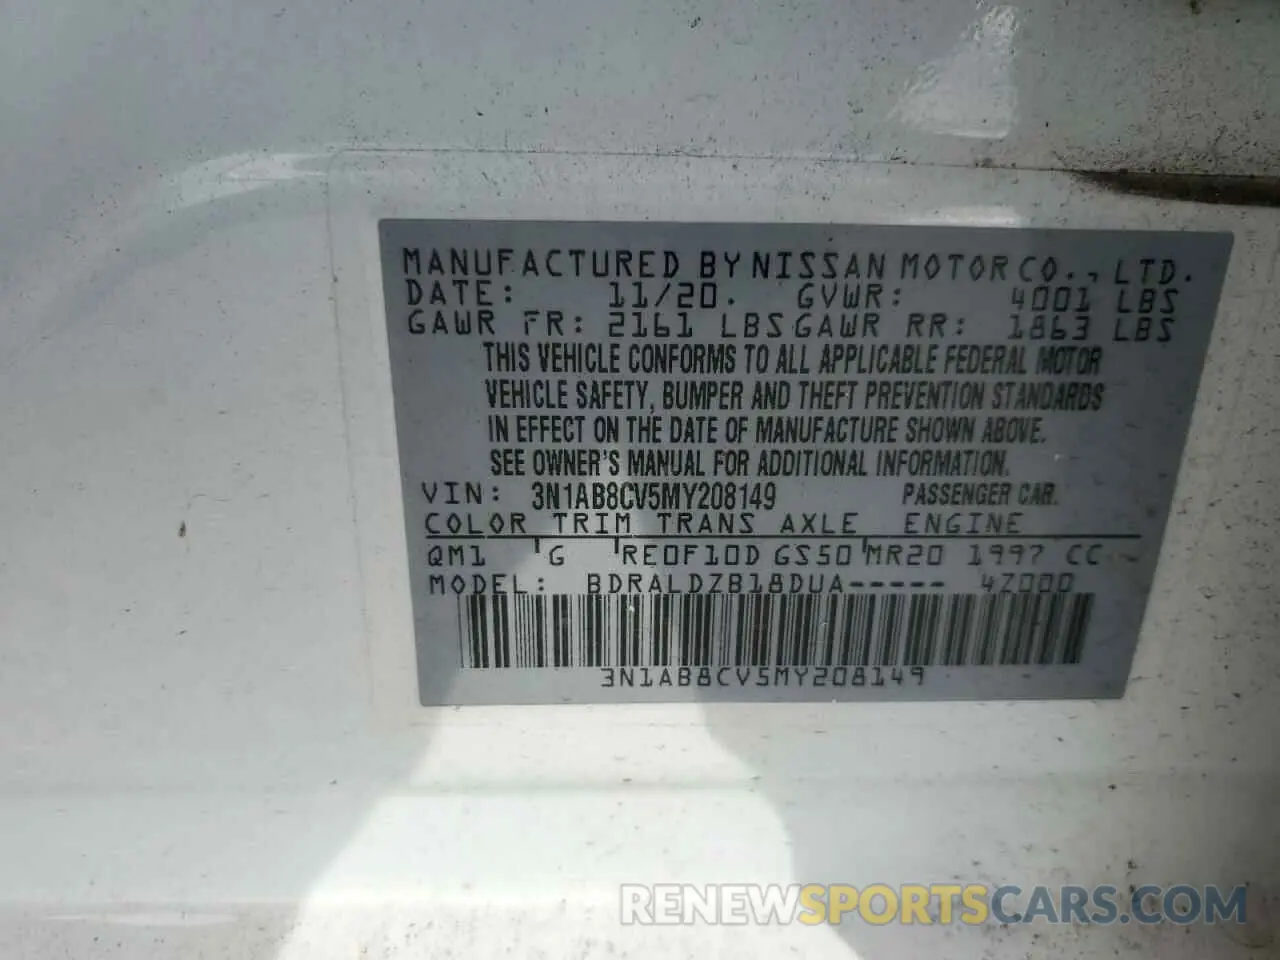 MANUFACTURED BY NISSAN MOTOR CO., LTD.
DATE: 11/20. GVWR: 4001 LBS
GAWR FR: 2161 LBS GAWR RR: 1863 LBS
THIS VEHICLE CONFORMS TO ALL APPLICABLE FEDERAL MOTOR
VEHICLE SAFETY, BUMPER AND THEFT PREVENTION STANDARDS
IN EFFECT ON THE DATE OF MANUFACTURE SHOWN ABOVE.
SEE OWNER'S MANUAL FOR ADDITIONAL INFORMATION.
VIN: 3N1AB8CV5MY208149 PASSENGER CAR.
COLOR TRIM TRANS AXLE ENGINE
QM1 G RE0F10D GS50 MR20 1997 CC
MODEL: BDRALDZB18DUA----- 4Z000
3N1AB8CV5MY208149
RENEWSPORTSCARS.COM